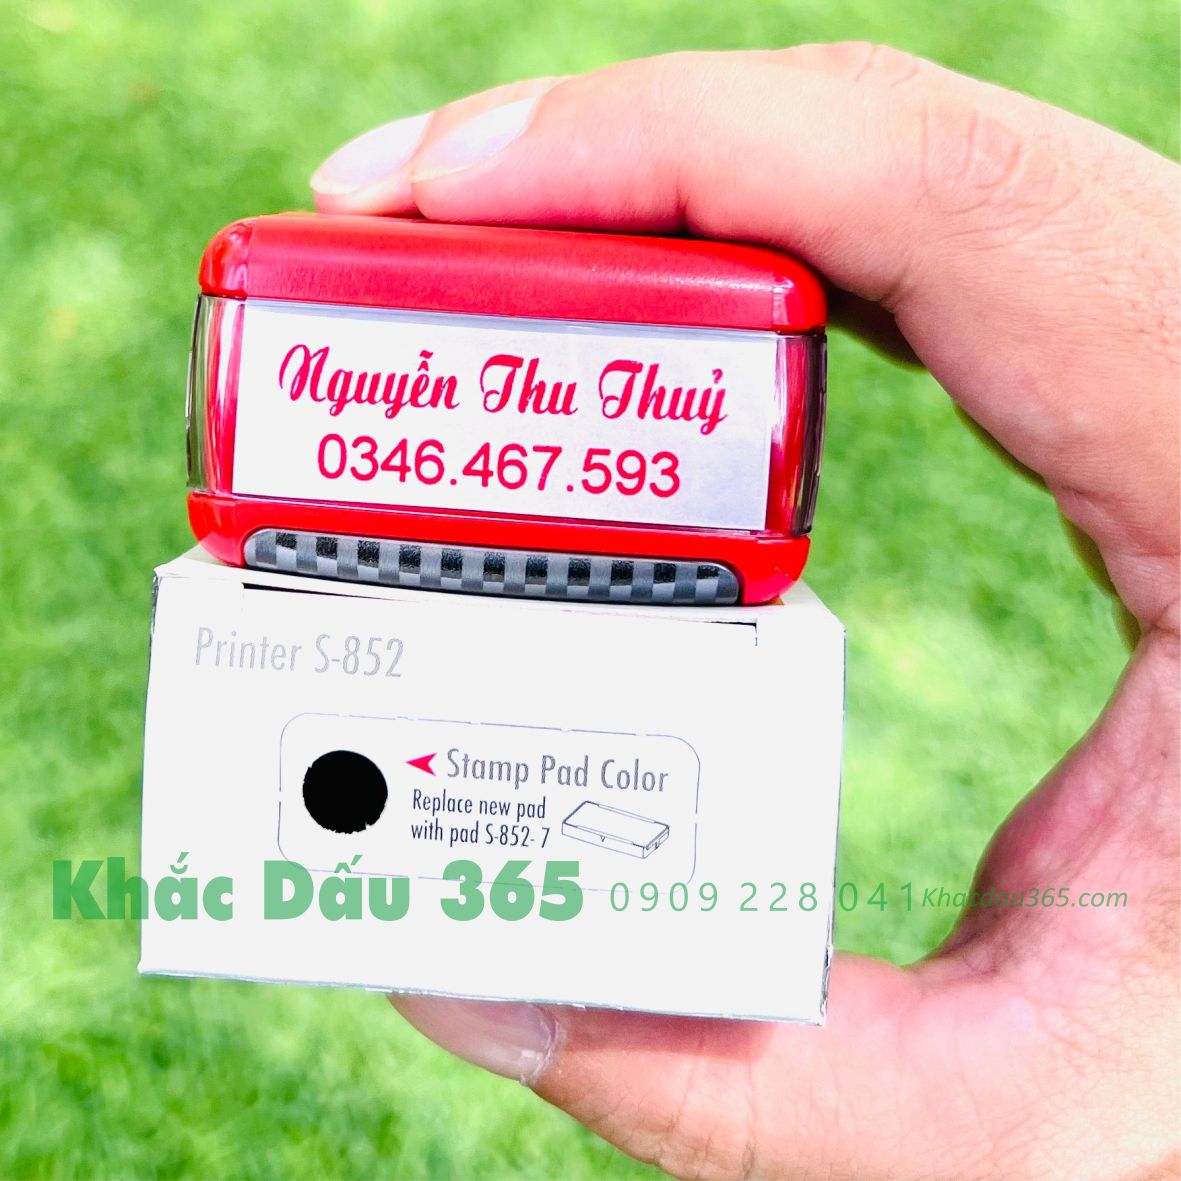 Nguyễn Thu Thuỷ
0346.467.593
Printer S-852
Stamp Pad Color
Replace new pad
with pad S-852- 7
Khắc Dấu 365 0909 228 041 Khacdau365.com